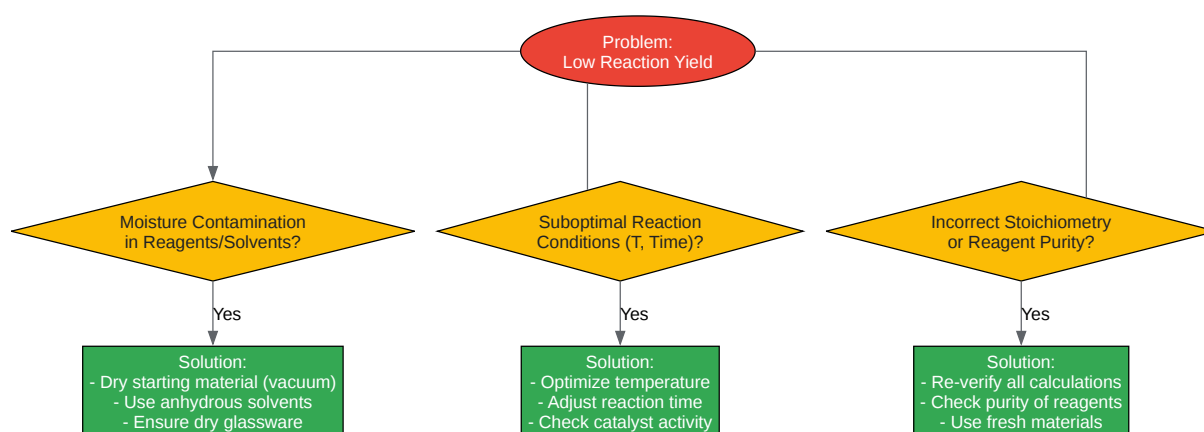 Problem:
Low Reaction Yield
Moisture Contamination
in Reagents/Solvents?
Suboptimal Reaction
Conditions (T, Time)?
Incorrect Stoichiometry
or Reagent Purity?
Yes
Yes
Yes
Solution:
- Dry starting material (vacuum)
- Use anhydrous solvents
- Ensure dry glassware
Solution:
- Optimize temperature
- Adjust reaction time
- Check catalyst activity
Solution:
- Re-verify all calculations
- Check purity of reagents
- Use fresh materials